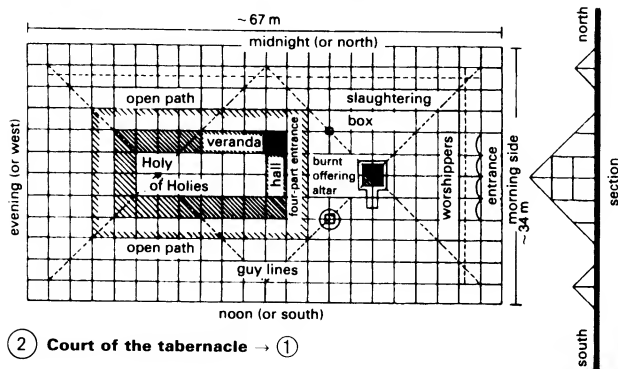 ~ 67 m
midnight (or north)
open path
slaughtering
box
veranda
Holy
of Holies
hall
four-part entrance
burnt
offering
altar
worshippers
entrance
morning side
~34 m
evening (or west)
open path
guy lines
noon (or south)
north
section
south
2 Court of the tabernacle → 1